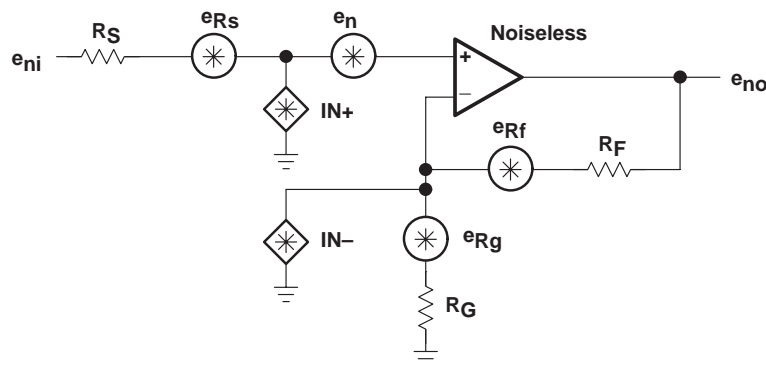 eRs
en
RS
Noiseless
eni
+
eno
IN+
–
eRf
RF
IN–
eRg
RG